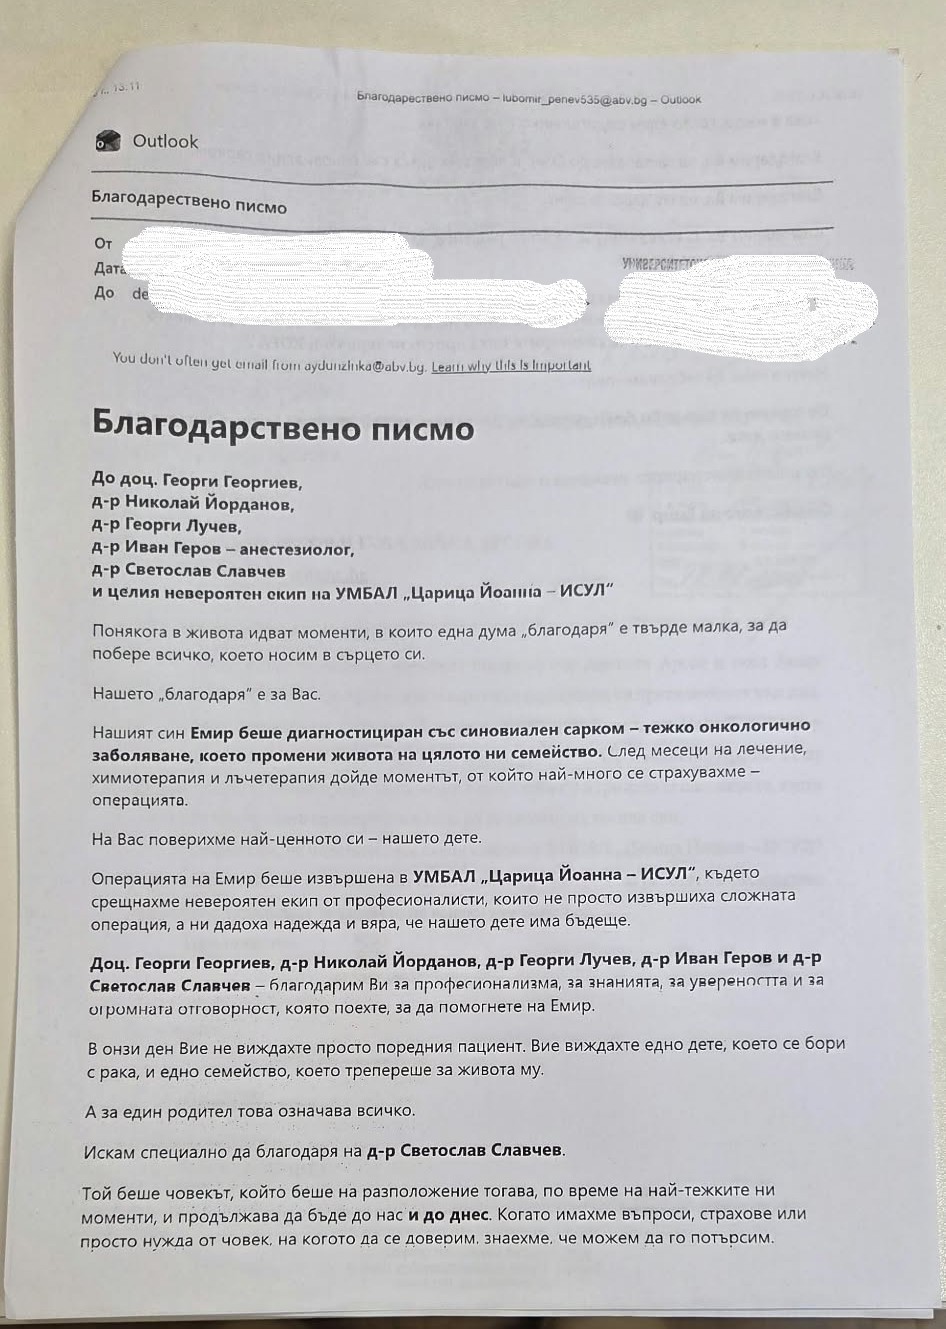 13:11
Благодарествено писмо – lubomir_penev535@abv.bg – Outlook
Outlook
Благодарествено писмо
От
Дата
До de
You don't often get email from aydunzinka@abv.bg. Learn why this is important
Благодарствено писмо
До доц. Георги Георгиев,
д-р Николай Йорданов,
д-р Георги Лучев,
д-р Иван Геров – анестезиолог,
д-р Светослав Славчев
и целия невероятен екип на УМБАЛ „Царица Йоанна – ИСУЛ“
Понякога в живота идват моменти, в които една дума „благодаря“ е твърде малка, за да
побере всичко, което носим в сърцето си.
Нашето „благодаря“ е за Вас.
Нашият син Емир беше диагностициран със синовиален сарком – тежко онкологично
заболяване, което промени живота на цялото ни семейство. След месеци на лечение,
химиотерапия и лъчетерапия дойде моментът, от който най-много се страхувахме –
операцията.
На Вас поверихме най-ценното си – нашето дете.
Операцията на Емир беше извършена в УМБАЛ „Царица Йоанна – ИСУЛ“, където
срещнахме невероятен екип от професионалисти, които не просто извършиха сложната
операция, а ни дадоха надежда и вяра, че нашето дете има бъдеще.
Доц. Георги Георгиев, д-р Николай Йорданов, д-р Георги Лучев, д-р Иван Геров и д-р
Светослав Славчев – благодарим Ви за професионализма, за знанията, за увереността и за
огромната отговорност, която поехте, за да помогнете на Емир.
В онзи ден Вие не виждахте просто поредния пациент. Вие виждахте едно дете, което се бори
с рака, и едно семейство, което трепереше за живота му.
А за един родител това означава всичко.
Искам специално да благодаря на д-р Светослав Славчев.
Той беше човекът, който беше на разположение тогава, по време на най-тежките ни
моменти, и продължава да бъде до нас и до днес. Когато имахме въпроси, страхове или
просто нужда от човек, на когото да се доверим, знаехме, че можем да го потърсим.